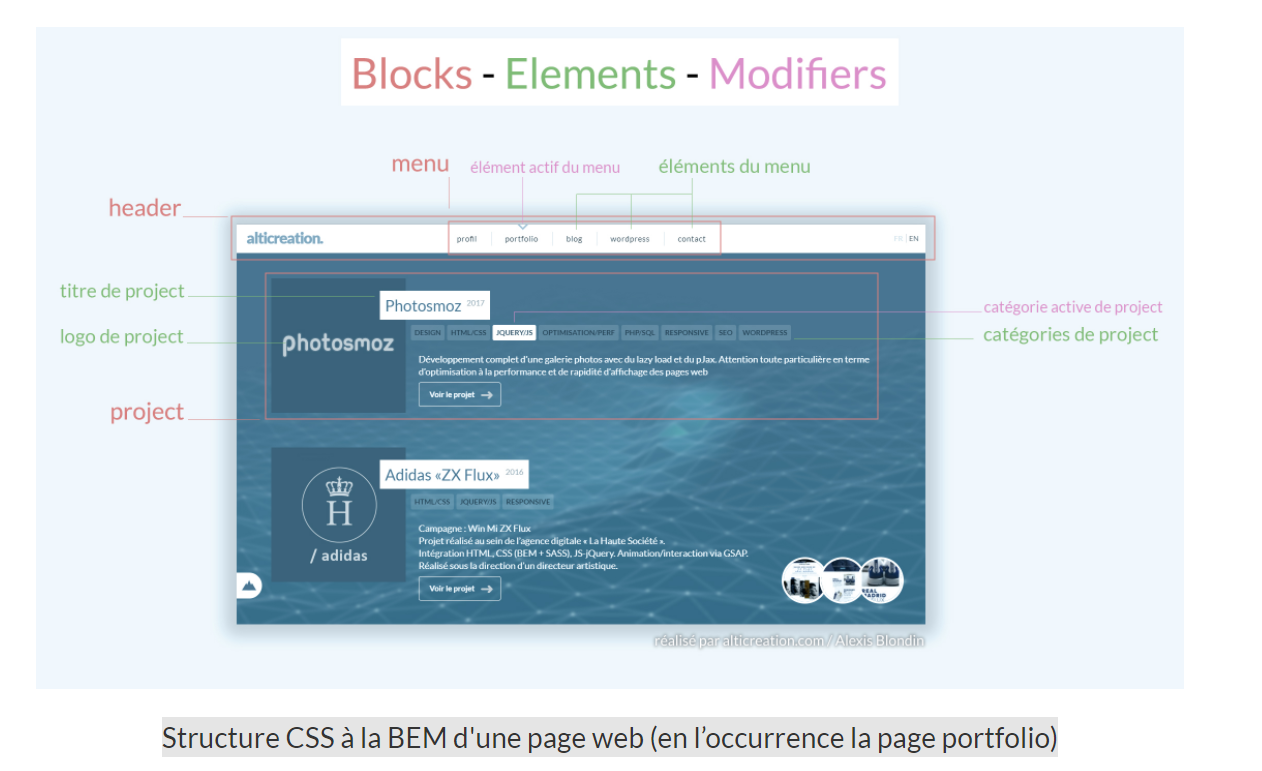 Blocks - Elements - Modifiers
menu
élément actif du menu
éléments du menu
header
alticreation.
profil
portfolio
blog
wordpress
contact
FR | EN
titre de project
Photosmoz 2017
catégorie active de project
logo de project
photosmoz
DESIGN HTML/CSS JQUERY/JS OPTIMISATION/PERF PHP/SQL RESPONSIVE SEO WORDPRESS
catégories de project
Développement complet d'une galerie photos avec du lazy load et du pJax. Attention toute particulière en terme
d'optimisation à la performance et de rapidité d'affichage des pages web
Voir le projet
project
Adidas «ZX Flux» 2016
H
/ adidas
HTML/CSS JQUERY/JS RESPONSIVE
Campagne : Win Mi ZX Flux
Projet réalisé au sein de l'agence digitale « La Haute Société ».
Intégration HTML, CSS (BEM + SASS), JS-jQuery. Animation/interaction via GSAP.
Réalisé sous la direction d'un directeur artistique.
Voir le projet
REAL
MADRID
réalisé par alticreation.com / Alexis Blondin
Structure CSS à la BEM d'une page web (en l’occurrence la page portfolio)